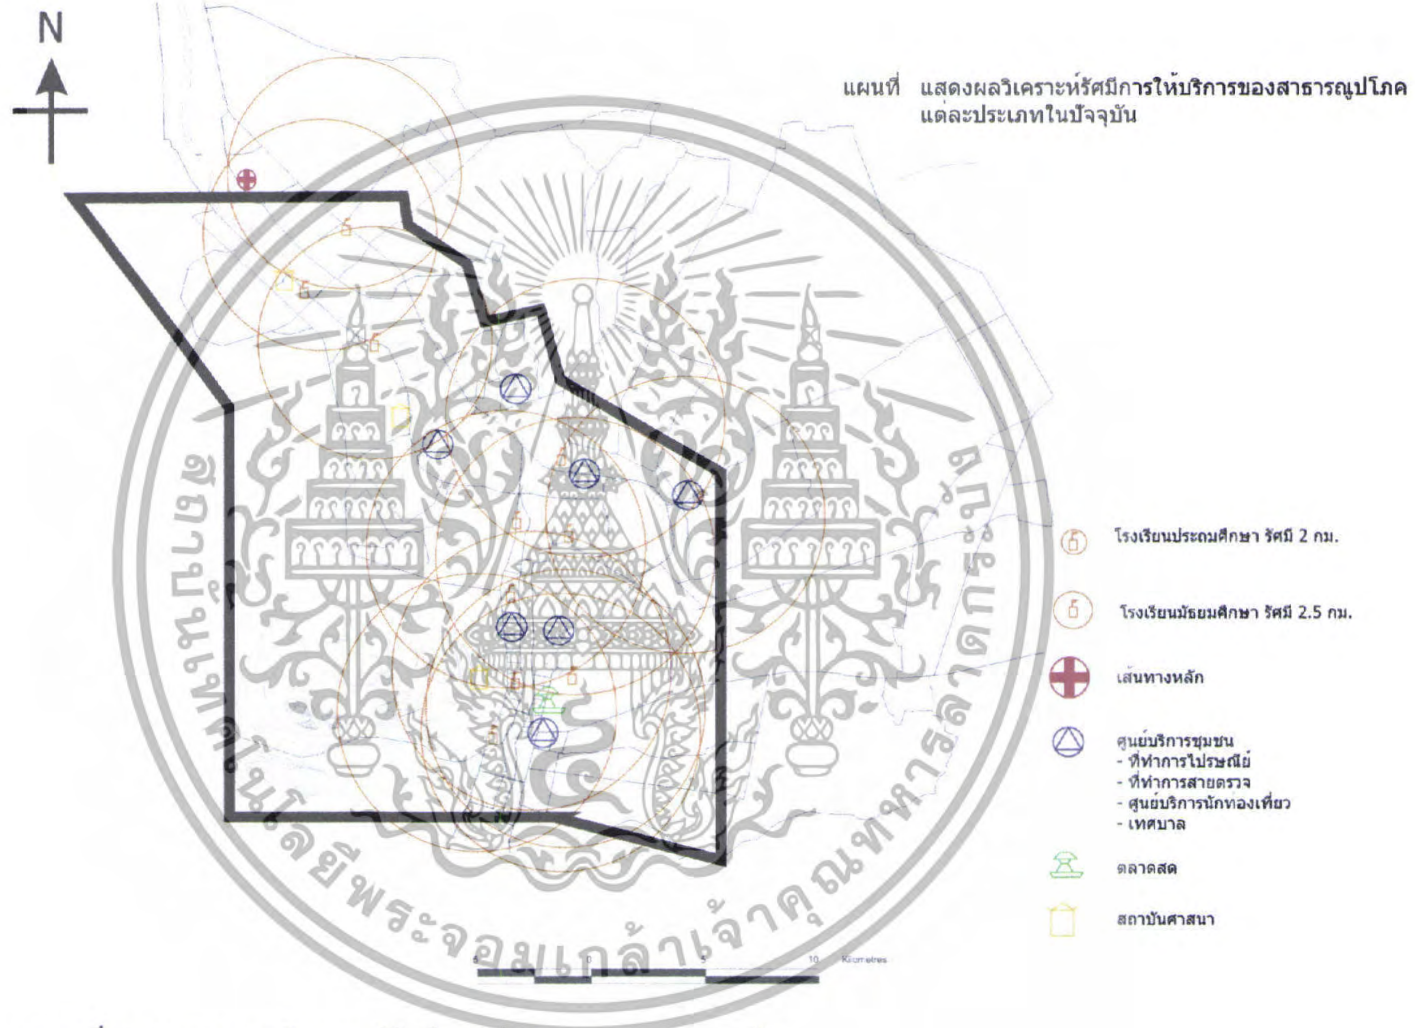 N
แผนที่ แสดงผลวิเคราะห์รัศมีการให้บริการของสาธารณูปโภค
แต่ละประเภทในปัจจุบัน
โรงเรียนประถมศึกษา รัศมี 2 กม.
โรงเรียนมัธยมศึกษา รัศมี 2.5 กม.
เส้นทางหลัก
ศูนย์บริการชุมชน
- ที่ทำการไปรษณีย์
- ที่ทำการสายตรวจ
- ศูนย์บริการนักท่องเที่ยว
- เทศบาล
ตลาดสด
สถาบันศาสนา
สถาบันเทคโนโลยีพระจอมเกล้าเจ้าคุณทหารลาดกระบัง
0 5 10 Kilometres